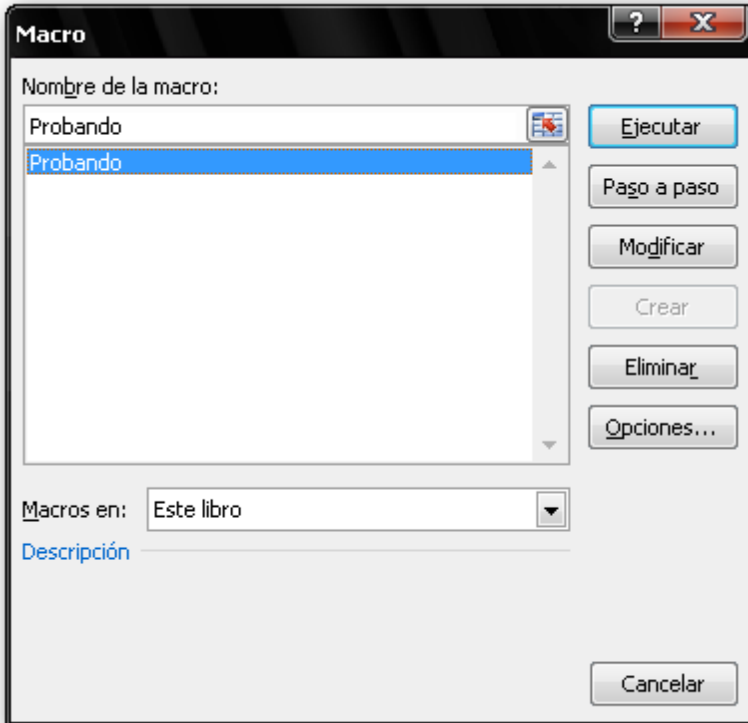 Macro
?
X
Nombre de la macro:
Probando
Probando
Ejecutar
Paso a paso
Modificar
Crear
Eliminar
Opciones...
Macros en:
Este libro
Descripción
Cancelar